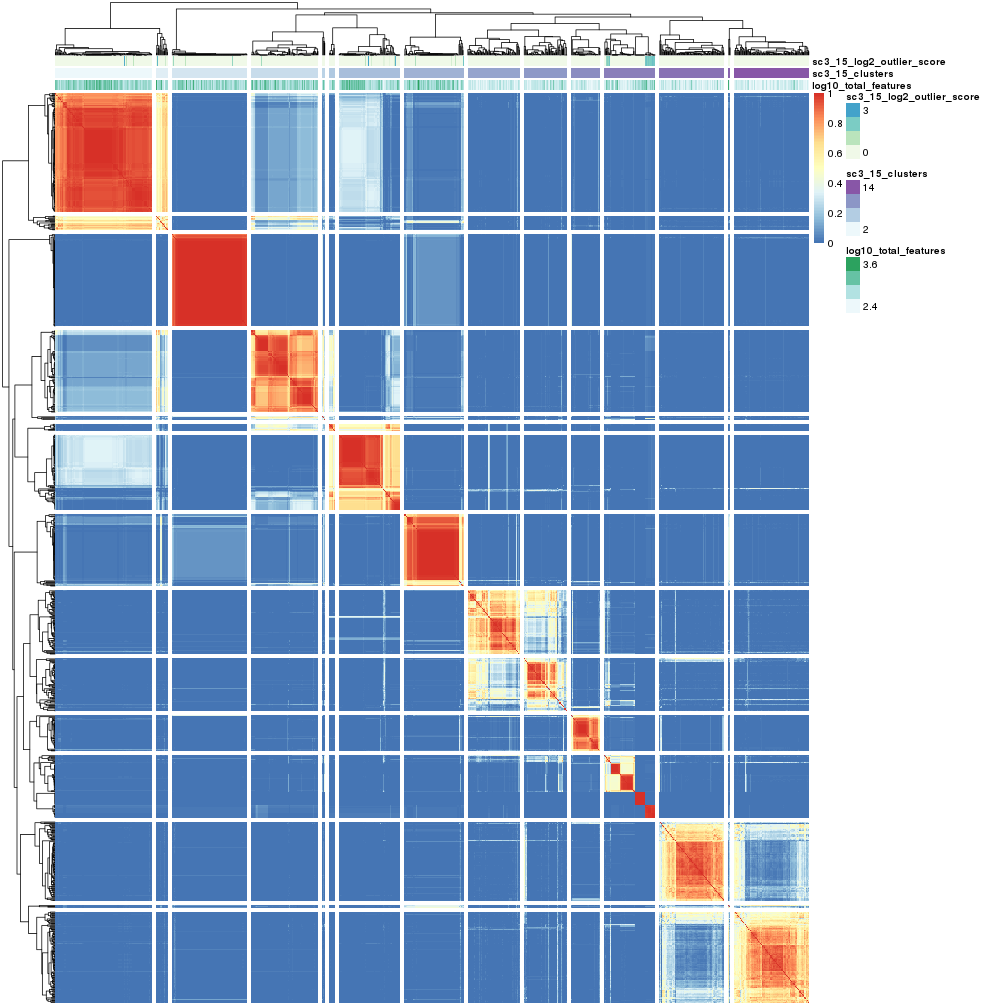 sc3_15_log2_outlier_score
sc3_15_clusters
log10_total_features
1
0.8
0.6
0.4
0.2
0
sc3_15_log2_outlier_score
3
0
sc3_15_clusters
14
2
log10_total_features
3.6
2.4